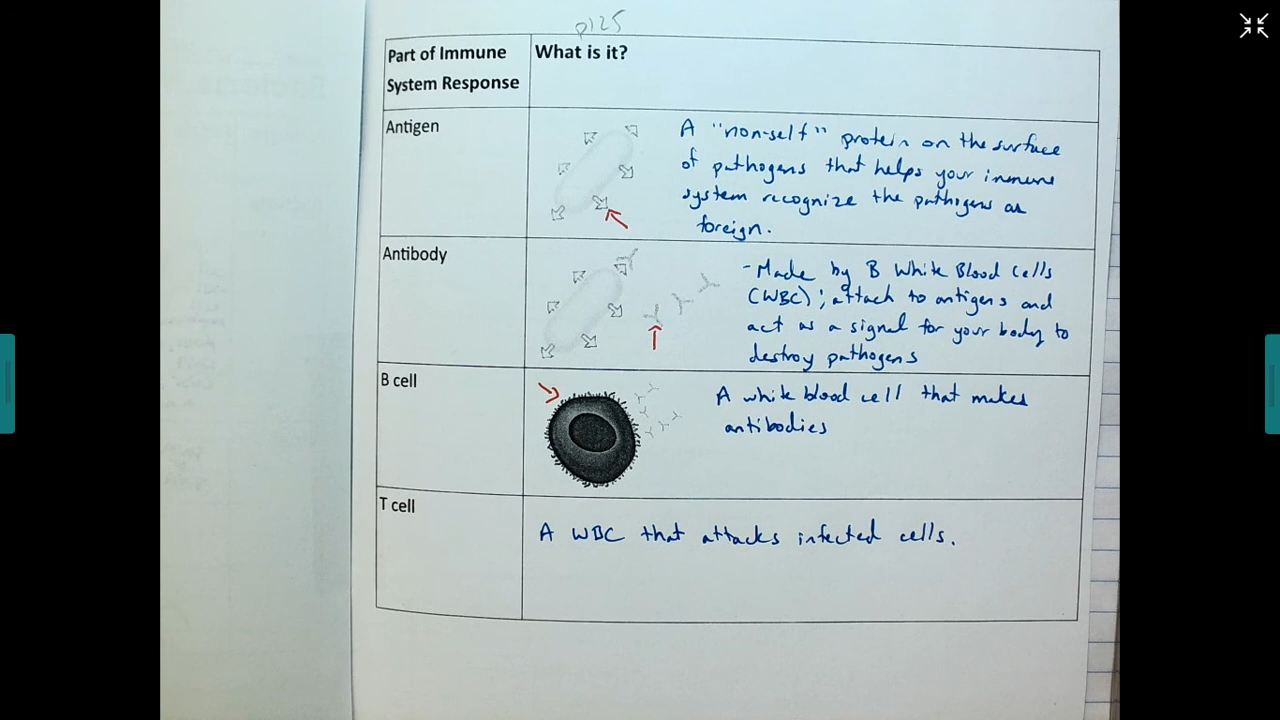 p125
Part of Immune
System Response
What is it?
Antigen
A "non-self" protein on the surface
of pathogens that helps your immune
system recognize the pathogens as
foreign.
Antibody
- Made by B White Blood Cells
(WBC); attach to antigens and
act as a signal for your body to
destroy pathogens
B cell
A white blood cell that makes
antibodies
T cell
A WBC that attacks infected cells.